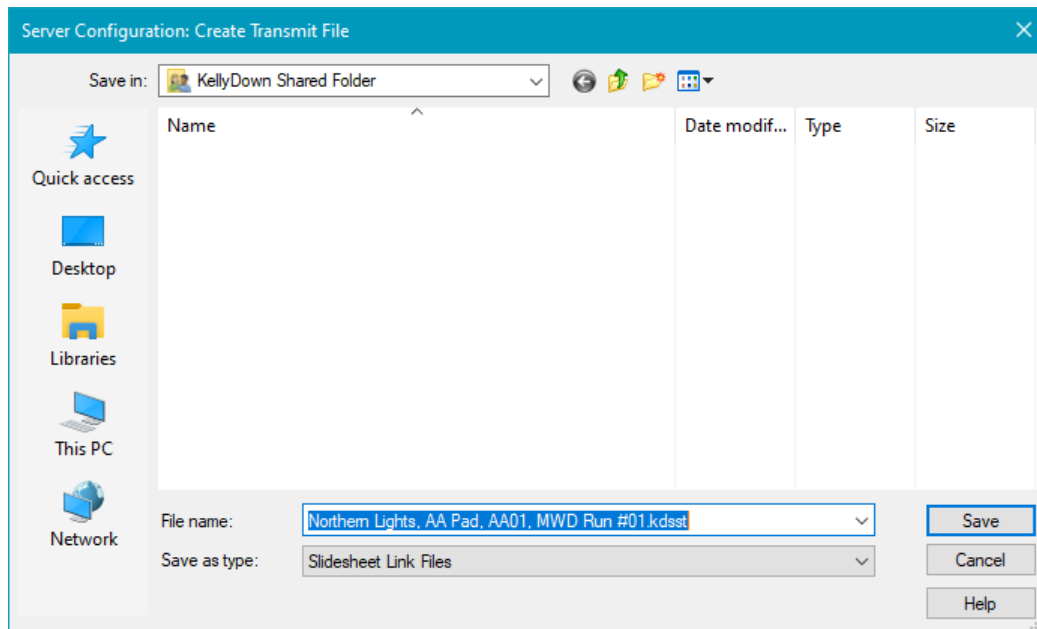 Server Configuration: Create Transmit File
Save in:
KellyDown Shared Folder
Name
Date modif...
Type
Size
Quick access
Desktop
Libraries
This PC
Network
File name:
Northern Lights, AA Pad, AA01, MWD Run #01.kdsst
Save
Save as type:
Slidesheet Link Files
Cancel
Help